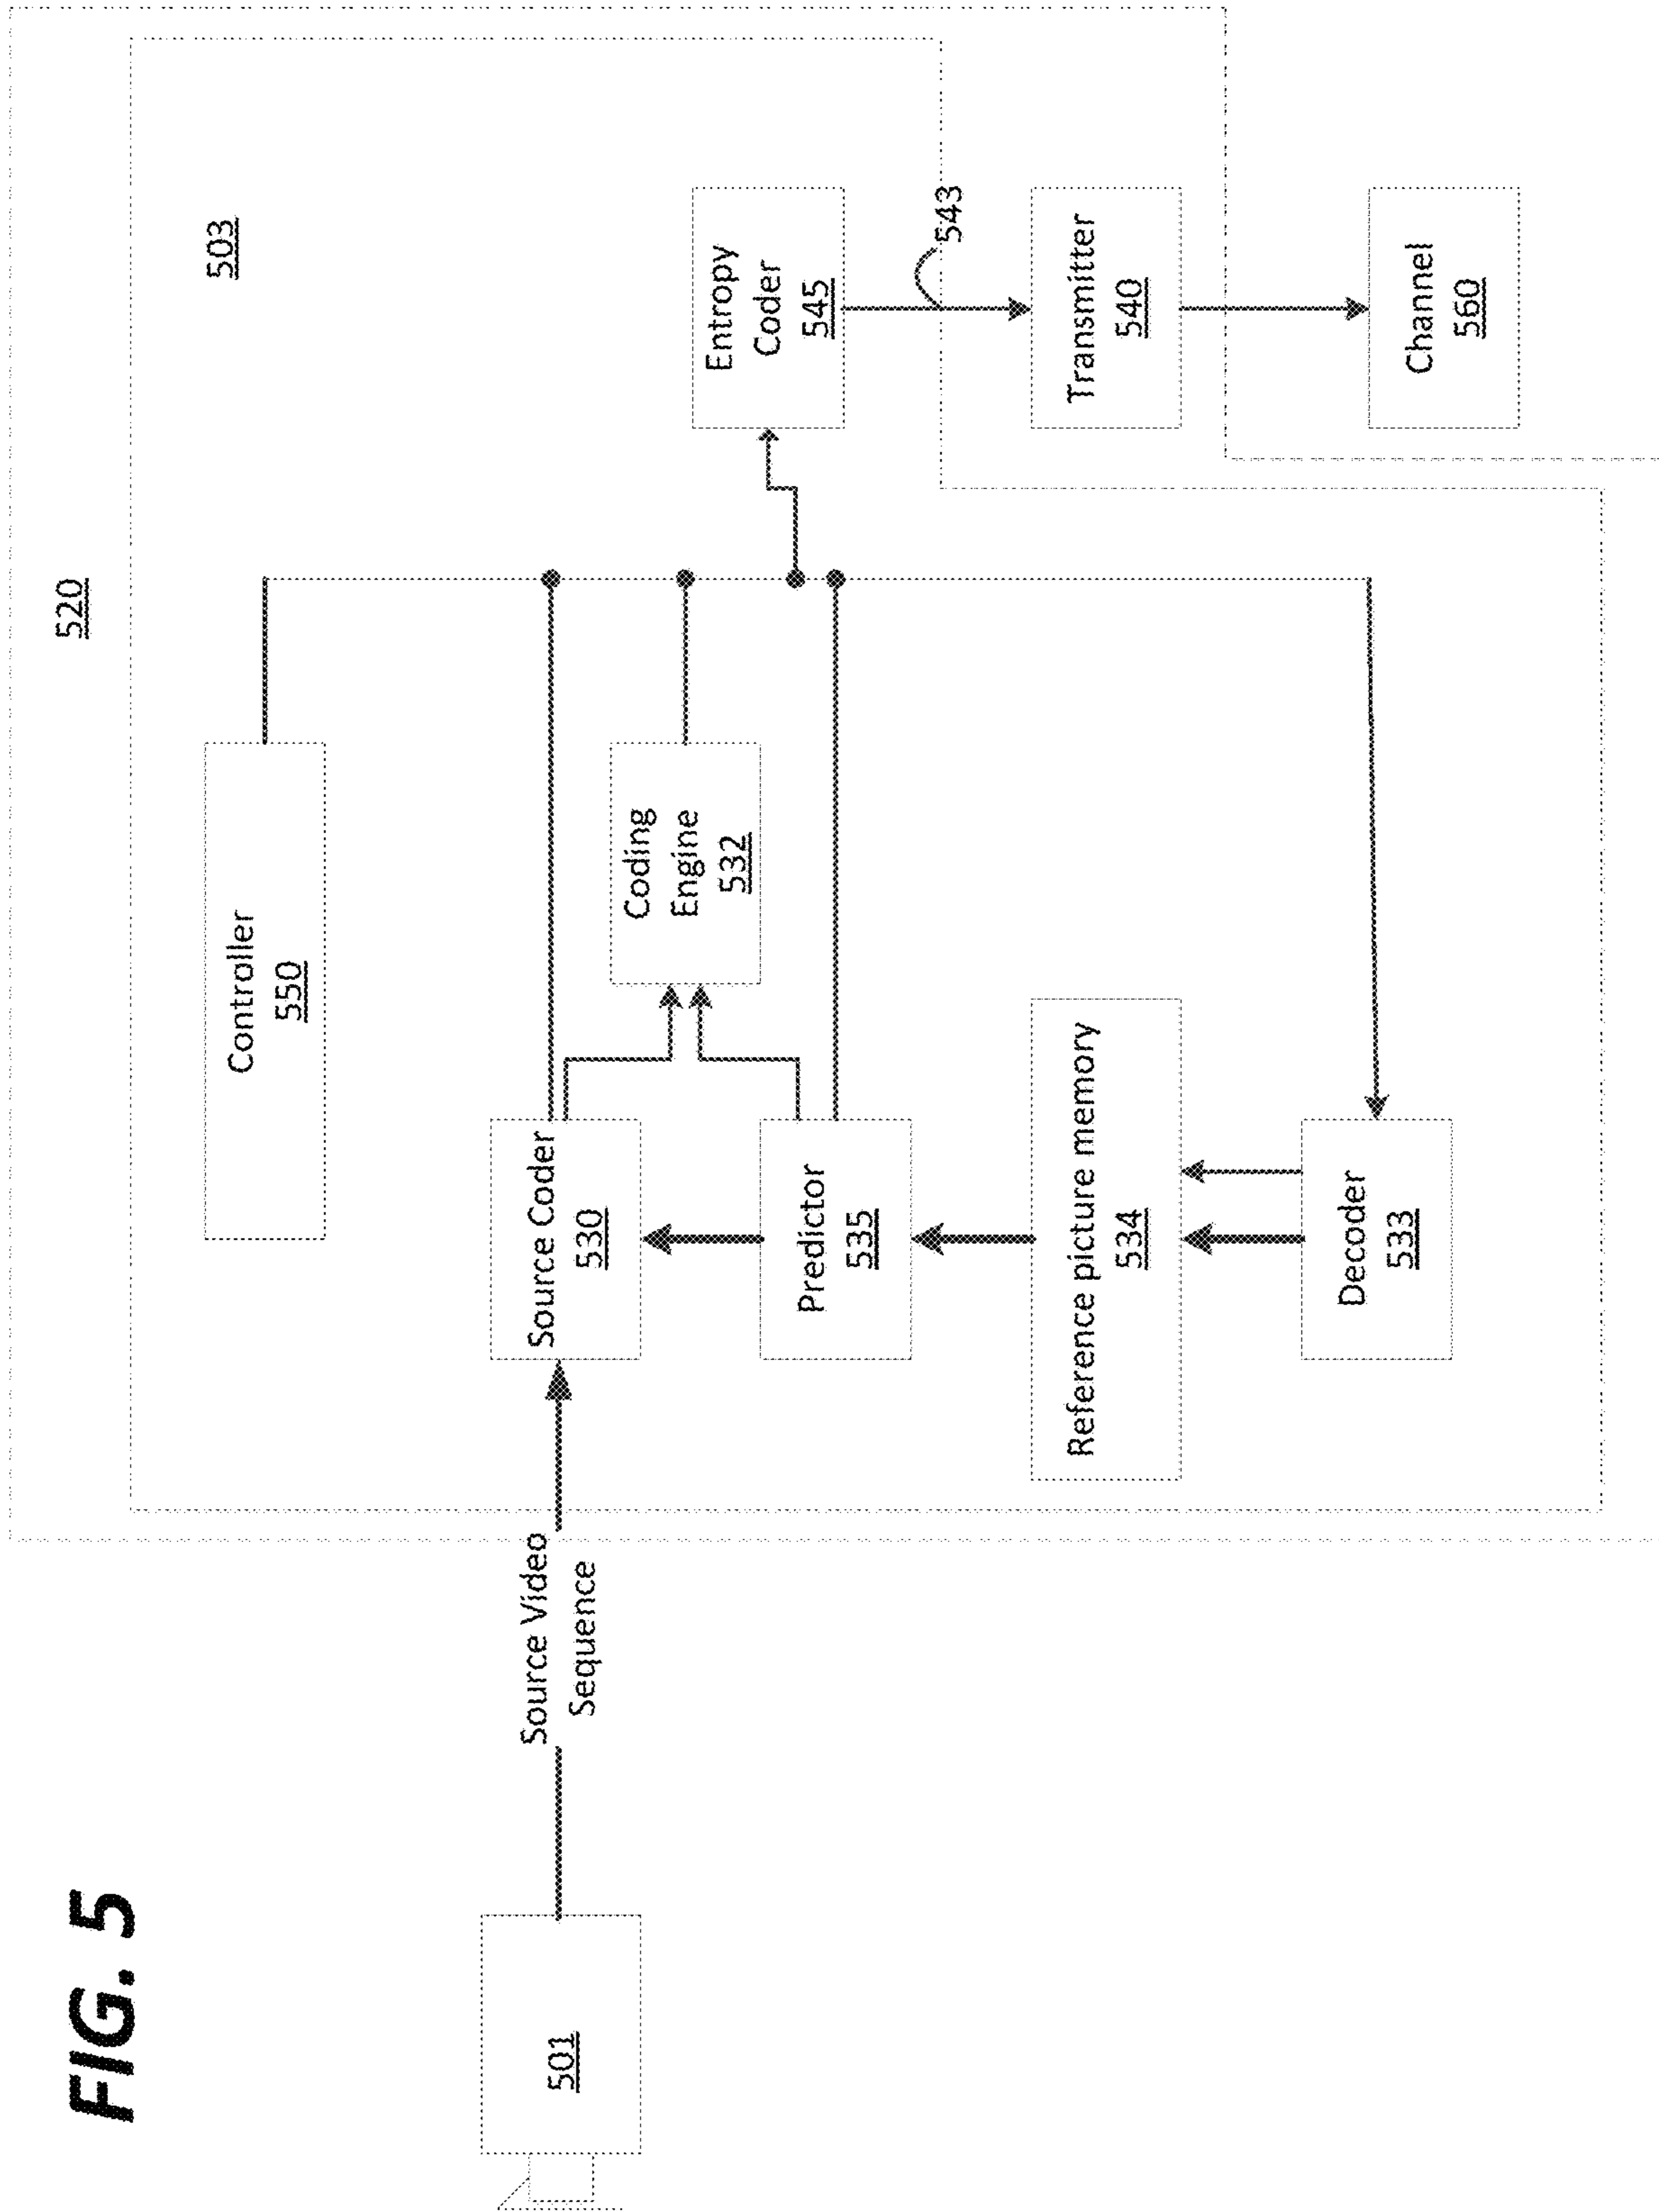 FIG. 5
520
503
Controller
550
501
Source Video
Sequence
Source Coder
530
Coding
Engine
532
Entropy
Coder
545
Predictor
535
543
Reference picture memory
534
Transmitter
540
Decoder
533
Channel
560